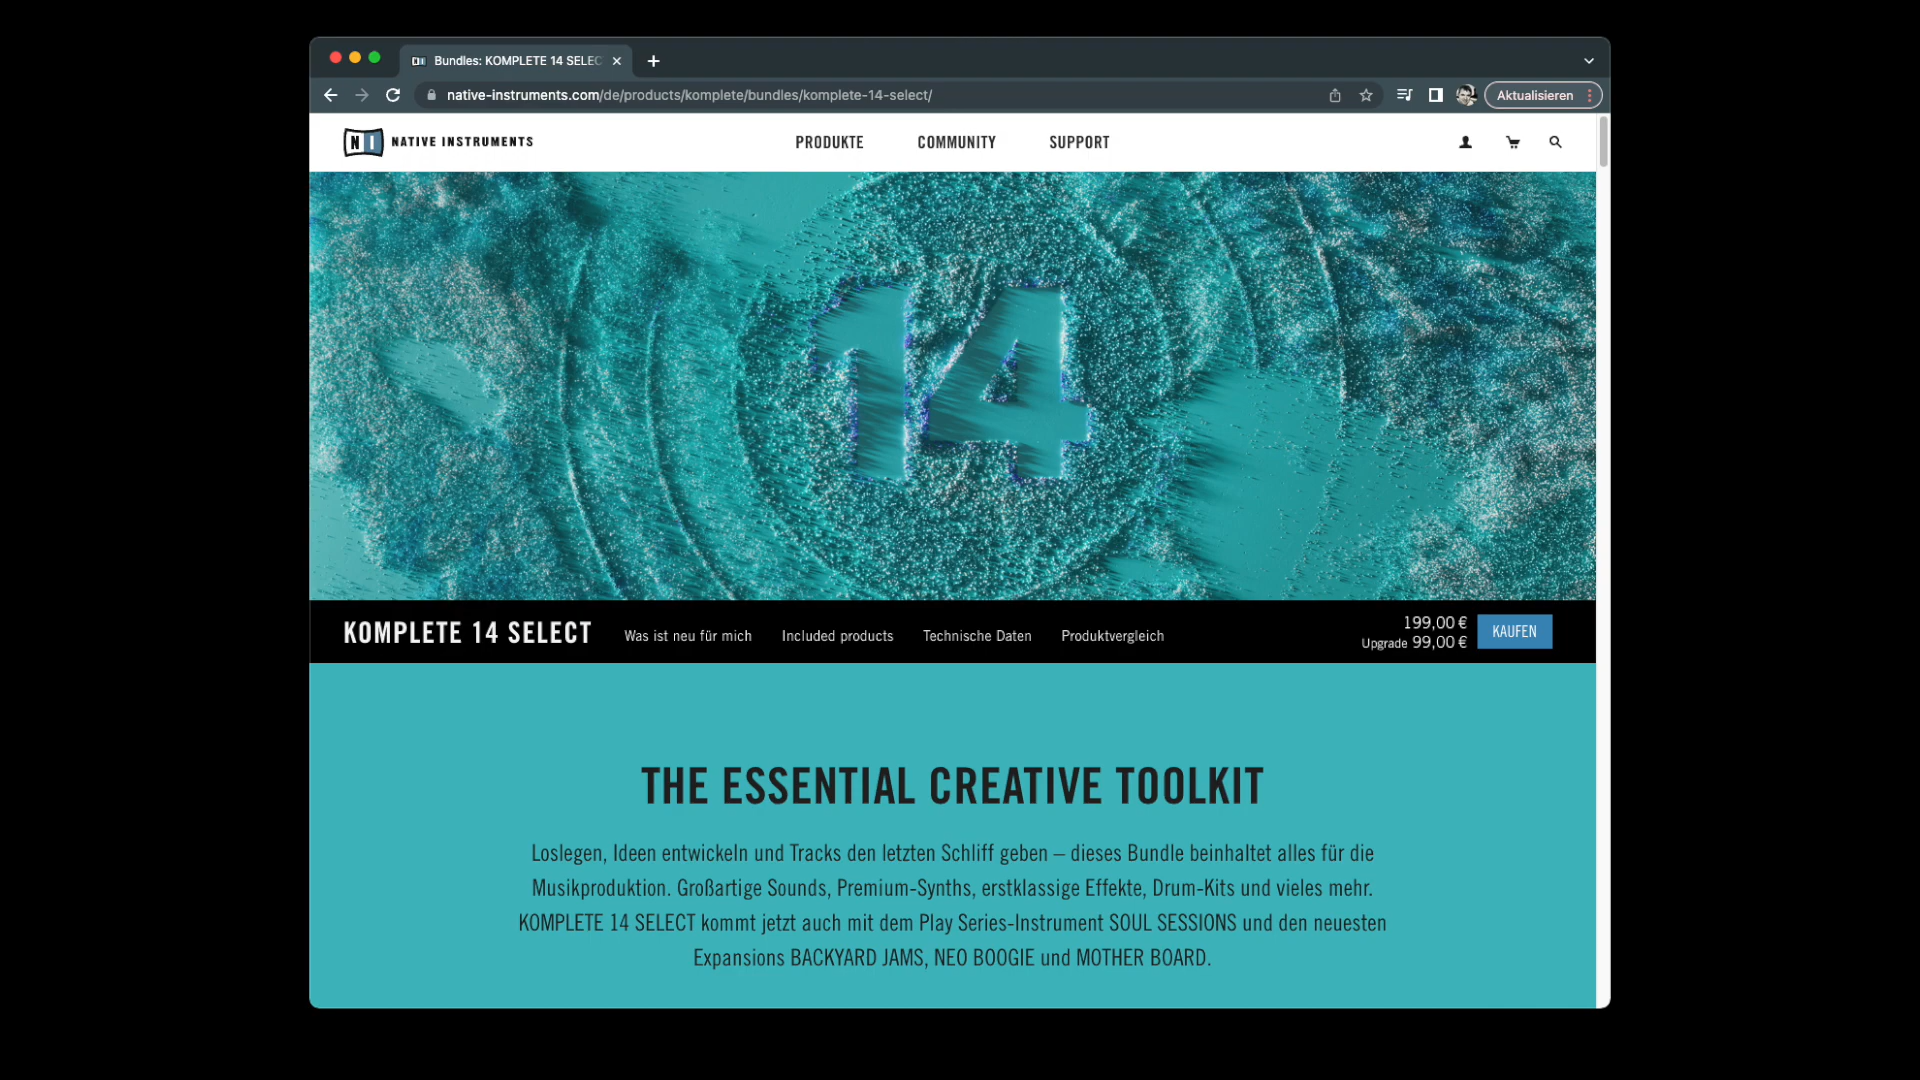 Bundles: KOMPLETE 14 SELEC
native-instruments.com/de/products/komplete/bundles/komplete-14-select/
Aktualisieren
NI NATIVE INSTRUMENTS
PRODUKTE COMMUNITY SUPPORT
14
KOMPLETE 14 SELECT Was ist neu für mich Included products Technische Daten Produktvergleich
199,00 €
Upgrade 99,00 €
KAUFEN
THE ESSENTIAL CREATIVE TOOLKIT
Loslegen, Ideen entwickeln und Tracks den letzten Schliff geben – dieses Bundle beinhaltet alles für die
Musikproduktion. Großartige Sounds, Premium-Synths, erstklassige Effekte, Drum-Kits und vieles mehr.
KOMPLETE 14 SELECT kommt jetzt auch mit dem Play Series-Instrument SOUL SESSIONS und den neuesten
Expansions BACKYARD JAMS, NEO BOOGIE und MOTHER BOARD.